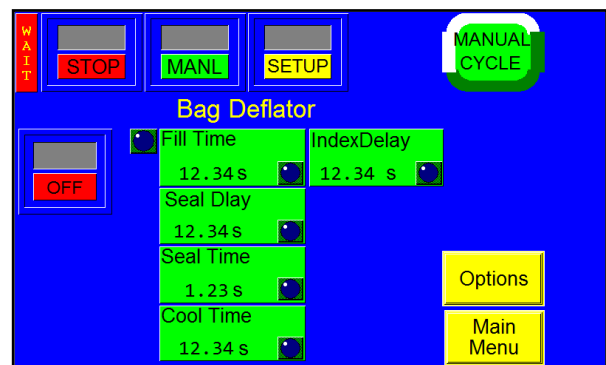 WAIT
STOP
MANL
SETUP
MANUAL
CYCLE
Bag Deflator
OFF
Fill Time
12.34 s
IndexDelay
12.34 s
Seal Dlay
12.34 s
Seal Time
1.23 s
Cool Time
12.34 s
Options
Main
Menu